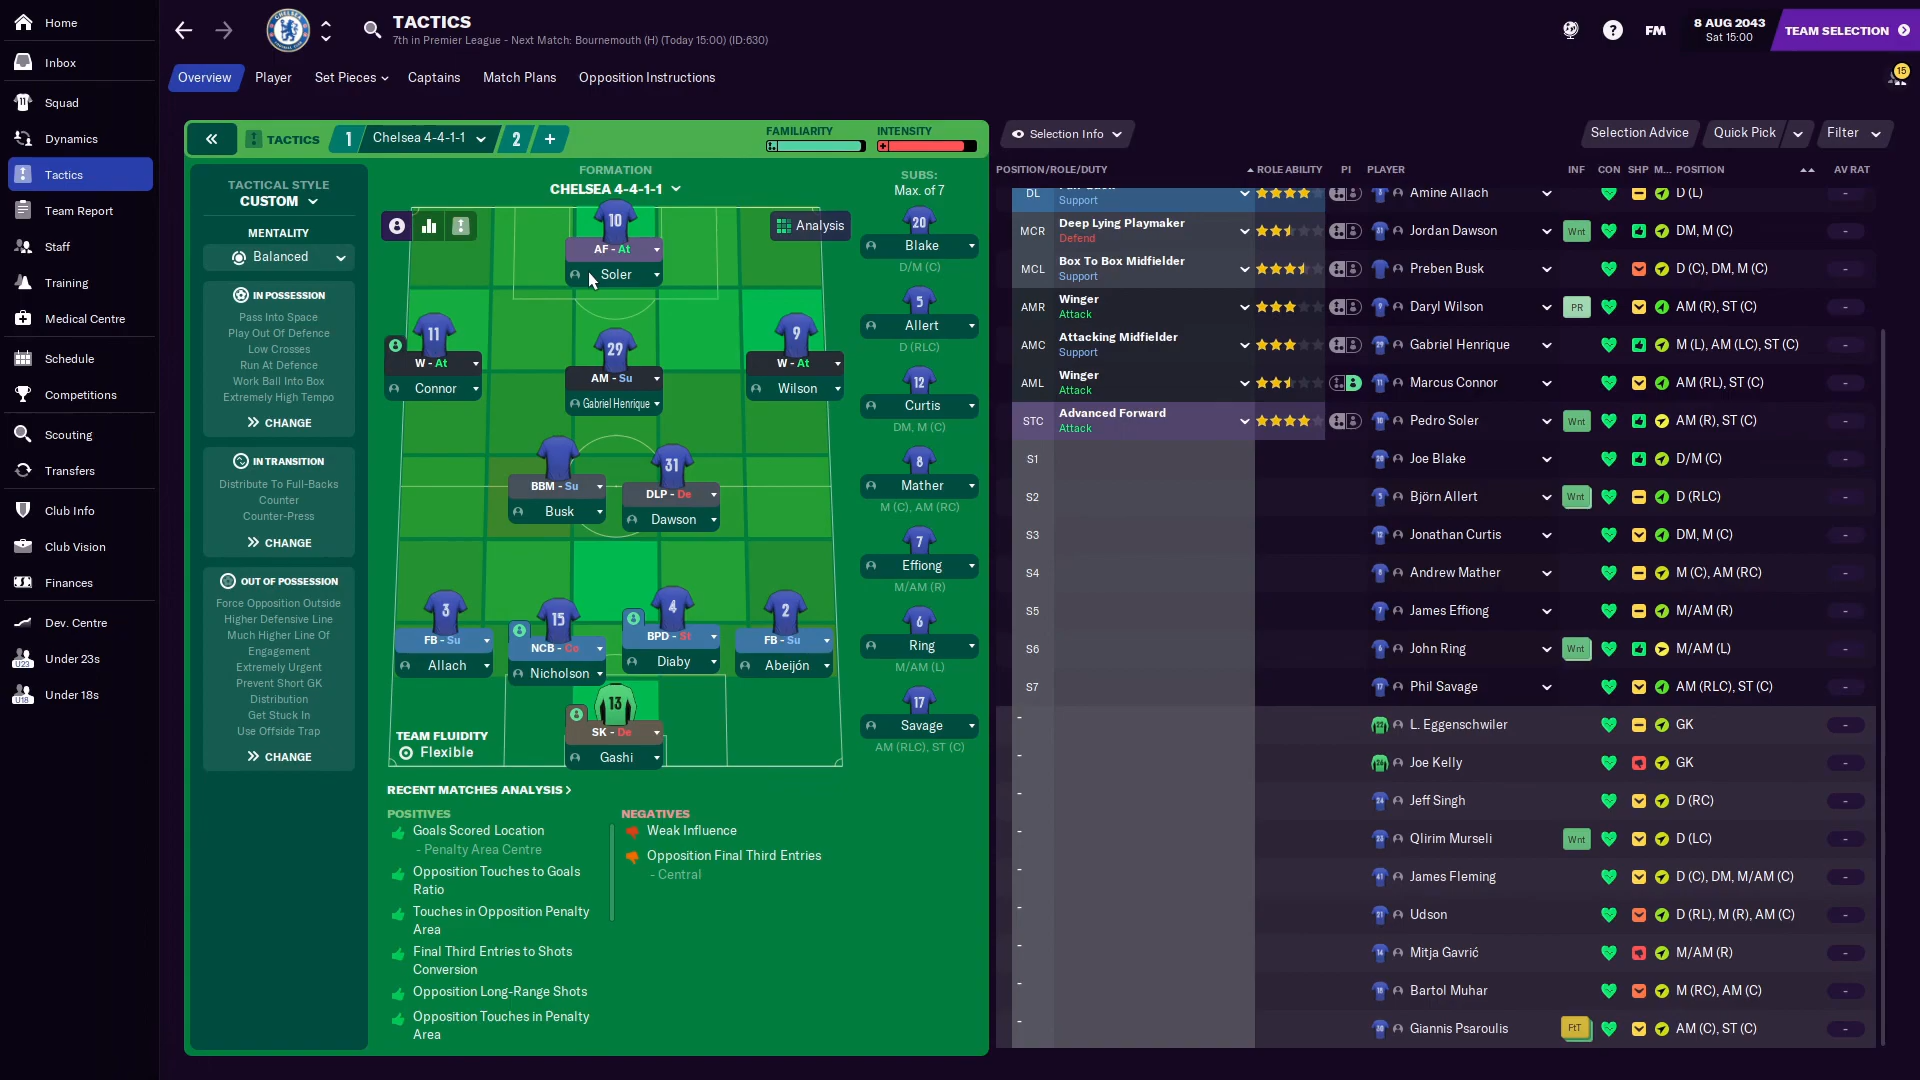 Home
Inbox
Squad
Dynamics
Tactics
Team Report
Staff
Training
Medical Centre
Schedule
Competitions
Scouting
Transfers
Club Info
Club Vision
Finances
Dev. Centre
U23 Under 23s
U18 Under 18s
TACTICS
7th in Premier League - Next Match: Bournemouth (H) (Today 15:00) (ID:630)
FM
8 AUG 2043
Sat 15:00
TEAM SELECTION
15
Overview Player Set Pieces Captains Match Plans Opposition Instructions
TACTICS 1 Chelsea 4-4-1-1 2 +
FAMILIARITY INTENSITY
TACTICAL STYLE
CUSTOM
MENTALITY
Balanced
IN POSSESSION
Pass Into Space
Play Out Of Defence
Low Crosses
Run At Defence
Work Ball Into Box
Extremely High Tempo
CHANGE
IN TRANSITION
Distribute To Full-Backs
Counter
Counter-Press
CHANGE
OUT OF POSSESSION
Force Opposition Outside
Higher Defensive Line
Much Higher Line Of
Engagement
Extremely Urgent
Prevent Short GK
Distribution
Get Stuck In
Use Offside Trap
CHANGE
FORMATION
CHELSEA 4-4-1-1
Analysis
10
AF - At
Soler
11
W - At
Connor
29
AM - Su
Gabriel Henrique
9
W - At
Wilson
BBM - Su
Busk
31
DLP - De
Dawson
3
FB - Su
Allach
15
NCB - Co
Nicholson
4
BPD - St
Diaby
2
FB - Su
Abeijón
13
SK - De
Gashi
TEAM FLUIDITY
Flexible
SUBS:
Max. of 7
20
Blake
D/M (C)
5
Allert
D (RLC)
12
Curtis
DM, M (C)
8
Mather
M (C), AM (RC)
7
Effiong
M/AM (R)
6
Ring
M/AM (L)
17
Savage
AM (RLC), ST (C)
RECENT MATCHES ANALYSIS
POSITIVES
Goals Scored Location
- Penalty Area Centre
Opposition Touches to Goals
Ratio
Touches in Opposition Penalty
Area
Final Third Entries to Shots
Conversion
Opposition Long-Range Shots
Opposition Touches in Penalty
Area
NEGATIVES
Weak Influence
Opposition Final Third Entries
- Central
Selection Info
Selection Advice Quick Pick Filter
POSITION/ROLE/DUTY ROLE ABILITY PI PLAYER INF CON SHP M... POSITION AV RAT
DL Support Amine Allach D (L) -
MCR Deep Lying Playmaker Defend Jordan Dawson Wnt DM, M (C) -
MCL Box To Box Midfielder Support Preben Busk D (C), DM, M (C) -
AMR Winger Attack Daryl Wilson PR AM (R), ST (C) -
AMC Attacking Midfielder Support Gabriel Henrique M (L), AM (LC), ST (C) -
AML Winger Attack Marcus Connor AM (RL), ST (C) -
STC Advanced Forward Attack Pedro Soler Wnt AM (R), ST (C) -
S1 Joe Blake D/M (C) -
S2 Björn Allert Wnt D (RLC) -
S3 Jonathan Curtis DM, M (C) -
S4 Andrew Mather M (C), AM (RC) -
S5 James Effiong M/AM (R) -
S6 John Ring Wnt M/AM (L) -
S7 Phil Savage AM (RLC), ST (C) -
- L. Eggenschwiler GK -
- Joe Kelly GK -
- Jeff Singh D (RC) -
- Qlirim Murseli Wnt D (LC) -
- James Fleming D (C), DM, M/AM (C) -
- Udson D (RL), M (R), AM (C) -
- Mitja Gavrić M/AM (R) -
- Bartol Muhar M (RC), AM (C) -
- Giannis Psaroulis FtT AM (C), ST (C) -